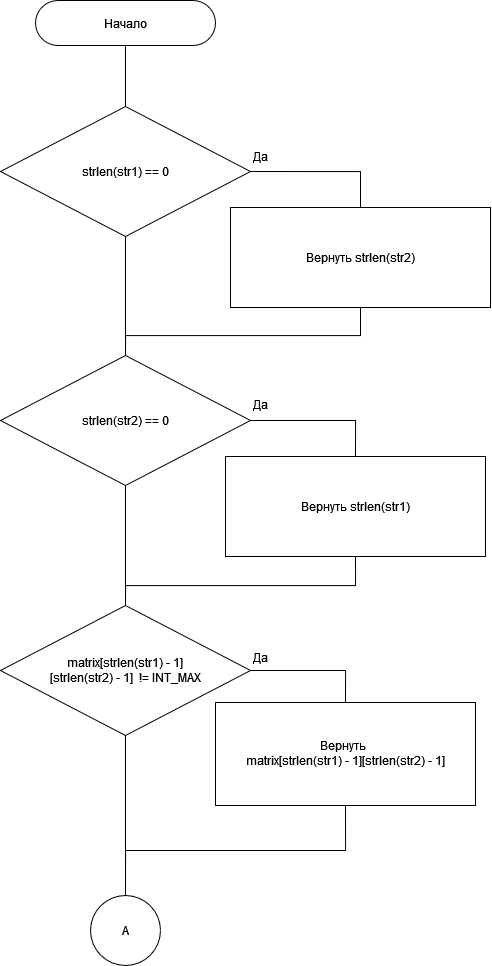 Начало
strlen(str1) == 0
Да
Вернуть strlen(str2)
strlen(str2) == 0
Да
Вернуть strlen(str1)
matrix[strlen(str1) - 1]
[strlen(str2) - 1] != INT_MAX
Да
Вернуть
matrix[strlen(str1) - 1][strlen(str2) - 1]
A